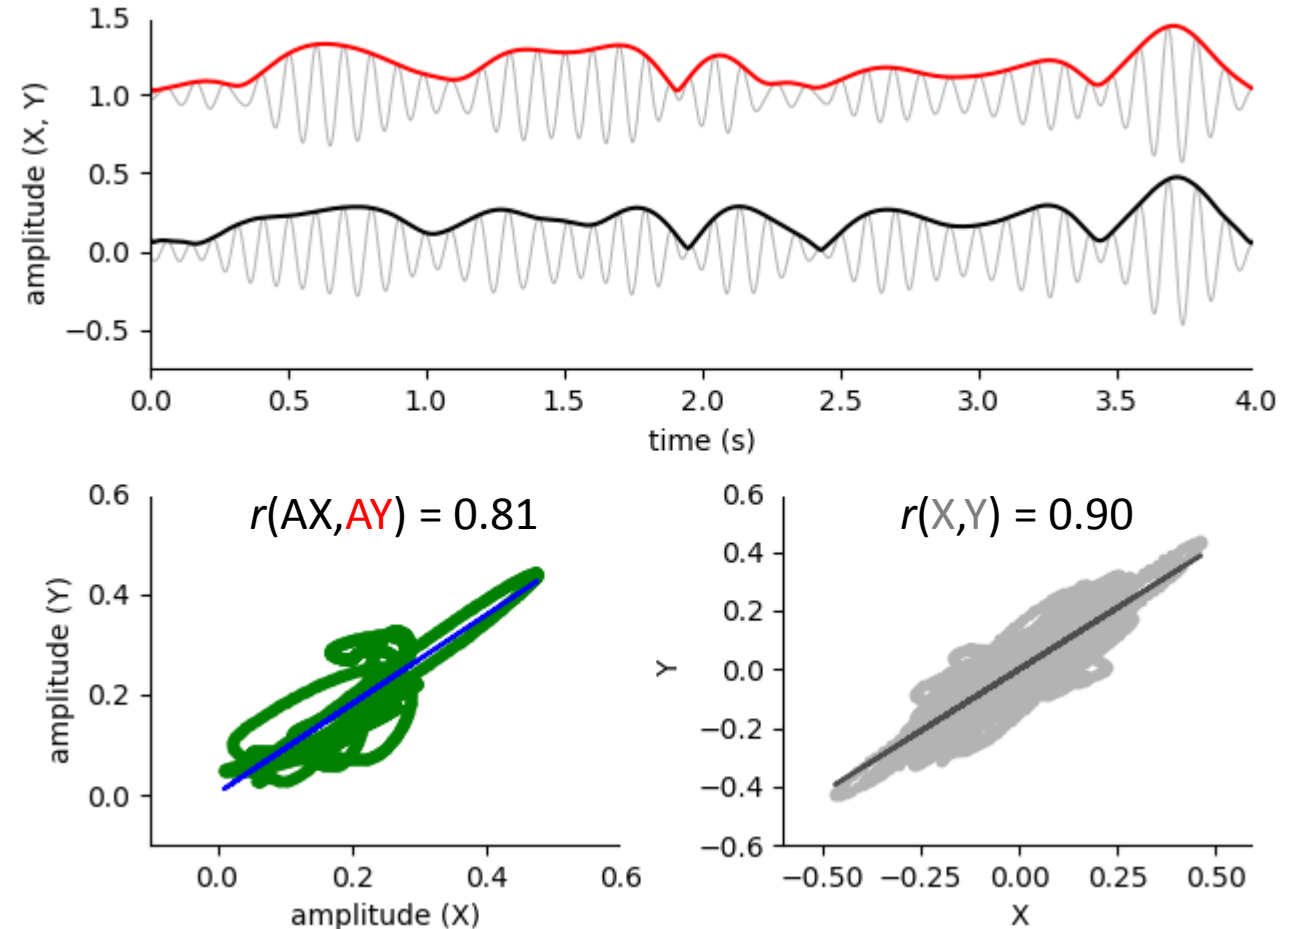 1.5
1.0
0.5
0.0
−0.5
amplitude (X, Y)
0.0 0.5 1.0 1.5 2.0 2.5 3.0 3.5 4.0
time (s)
r(AX,AY) = 0.81
0.6
0.4
0.2
0.0
amplitude (Y)
0.0 0.2 0.4 0.6
amplitude (X)
r(X,Y) = 0.90
0.6
0.4
0.2
0.0
−0.2
−0.4
−0.6
Y
−0.50 −0.25 0.00 0.25 0.50
X